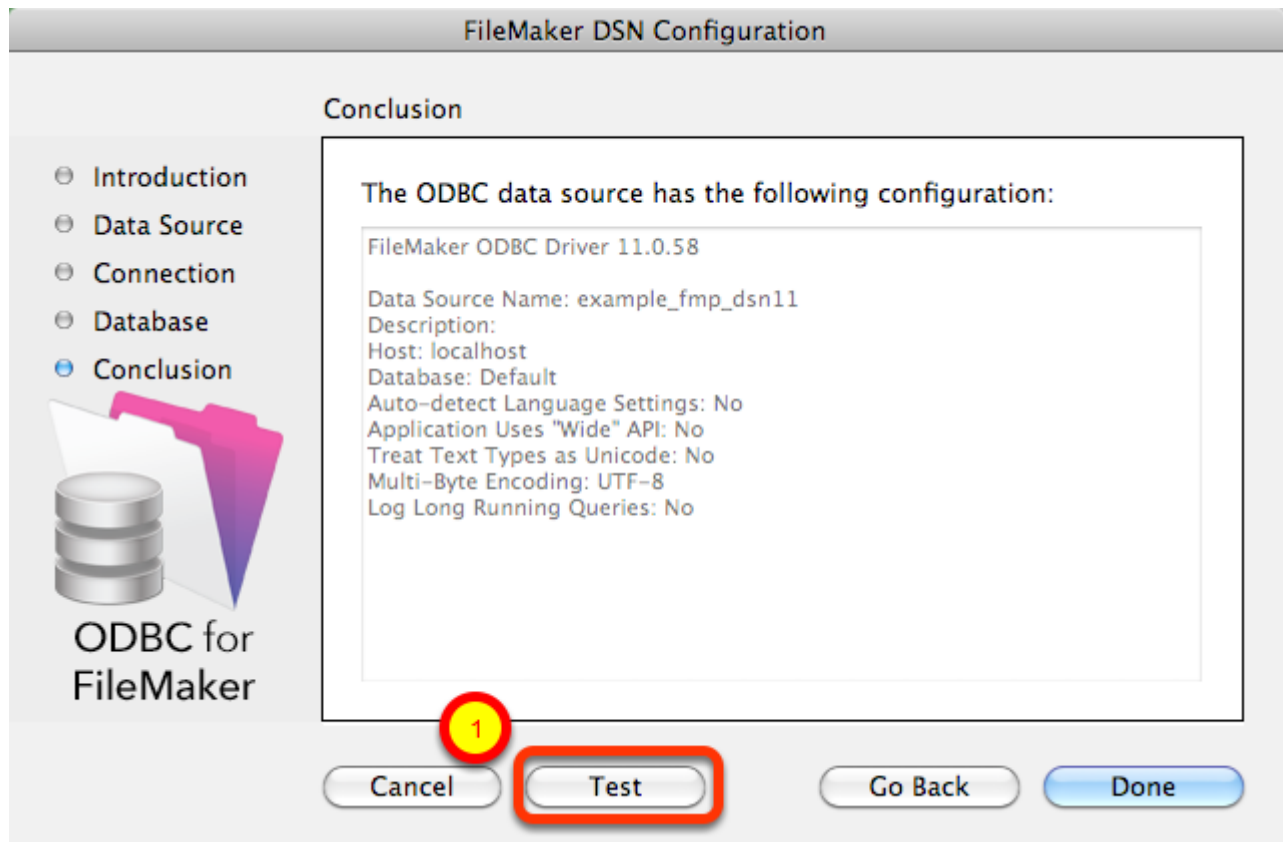 FileMaker DSN Configuration
Conclusion
Introduction
Data Source
Connection
Database
Conclusion
The ODBC data source has the following configuration:
FileMaker ODBC Driver 11.0.58
Data Source Name: example_fmp_dsn11
Description:
Host: localhost
Database: Default
Auto-detect Language Settings: No
Application Uses "Wide" API: No
Treat Text Types as Unicode: No
Multi-Byte Encoding: UTF-8
Log Long Running Queries: No
ODBC for
FileMaker
1
Cancel
Test
Go Back
Done